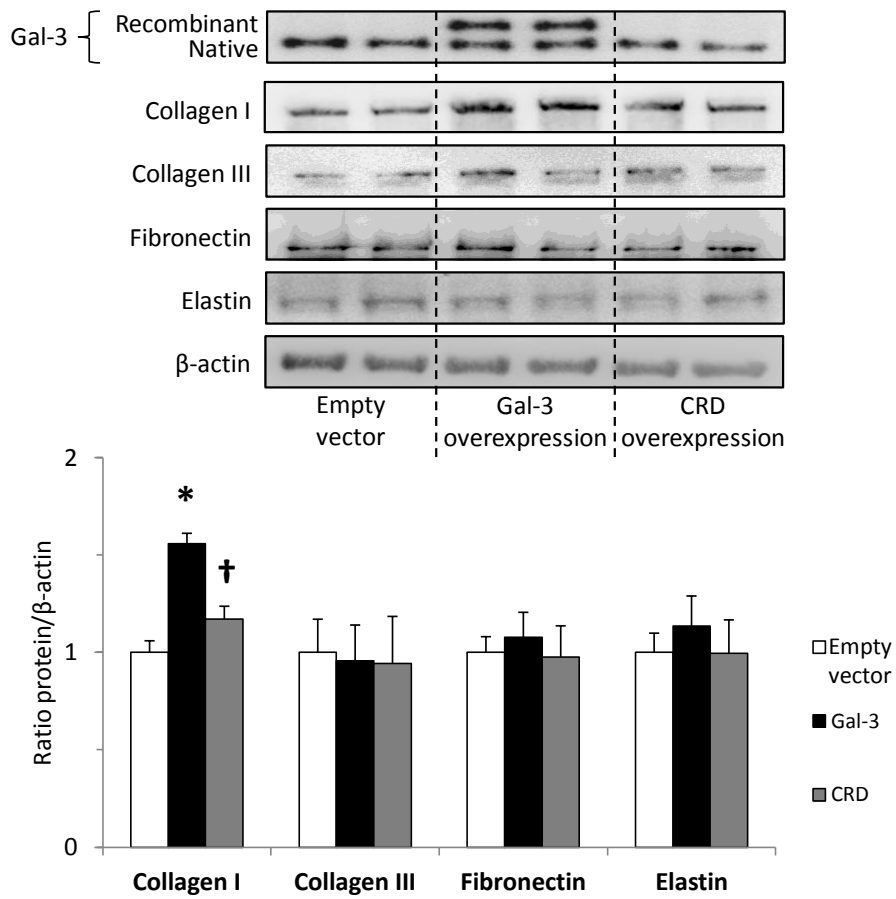 Gal-3
Recombinant
Native
Collagen I
Collagen III
Fibronectin
Elastin
β-actin
Empty
vector
Gal-3
overexpression
CRD
overexpression
Ratio protein/β-actin
2
1
0
*
†
Collagen I
Collagen III
Fibronectin
Elastin
Empty
vector
Gal-3
CRD